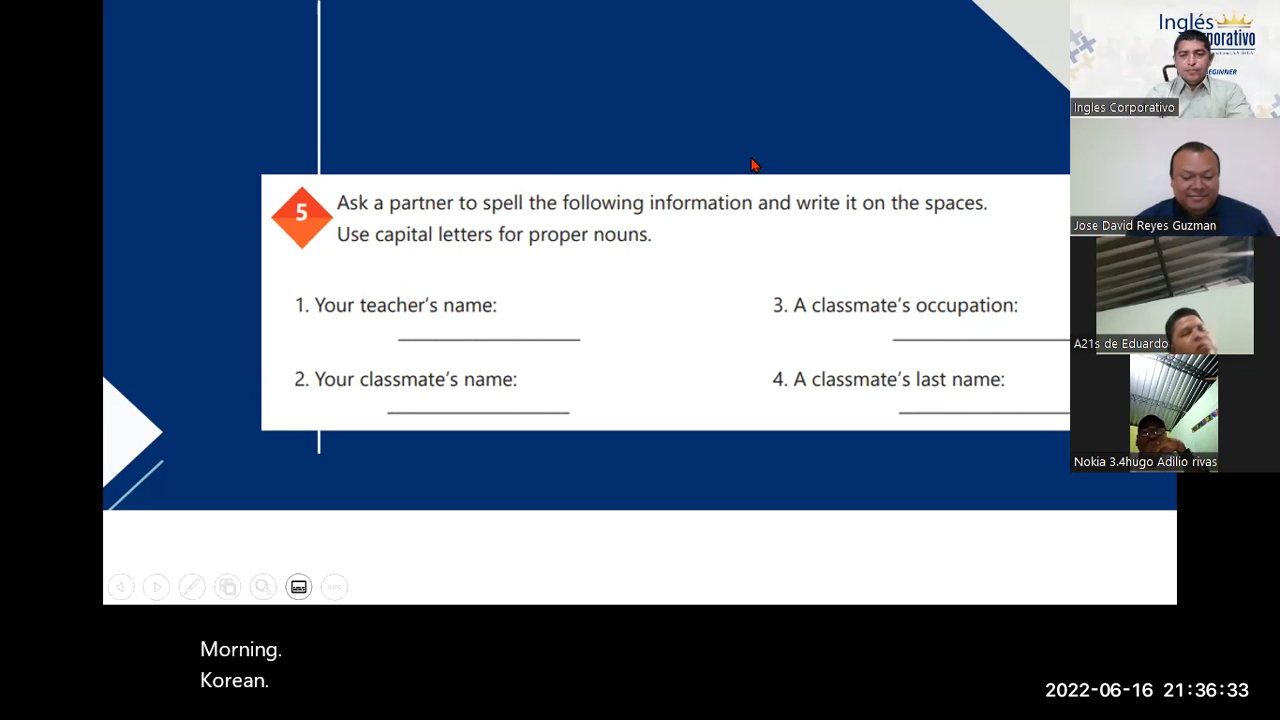 5
Ask a partner to spell the following information and write it on the spaces.
Use capital letters for proper nouns.
1. Your teacher's name:
2. Your classmate's name:
3. A classmate's occupation:
4. A classmate's last name:
Inglés
BEGINNER
Ingles Corporativo
Jose David Reyes Guzman
A21s de Eduardo
Nokia 3.4hugo Adilio rivas
Morning.
Korean.
2022-06-16 21:36:33